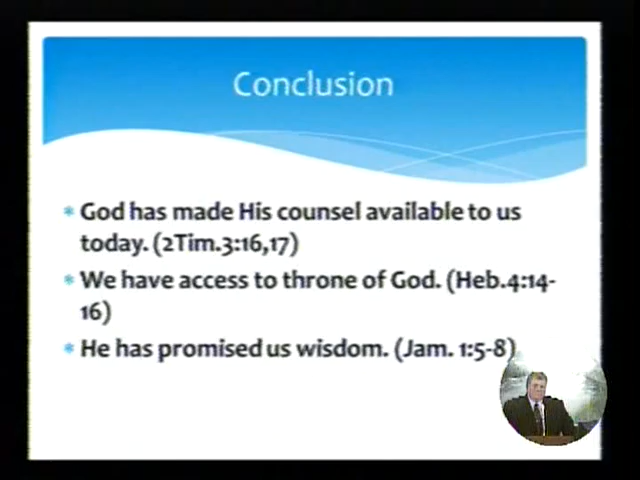 Conclusion
God has made His counsel available to us
today. (2Tim.3:16,17)
We have access to throne of God. (Heb.4:14-
16)
He has promised us wisdom. (Jam. 1:5-8)